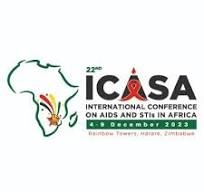 22ND
ICASA
INTERNATIONAL CONFERENCE
ON AIDS AND STIs IN AFRICA
4-9 December 2023
Rainbow Towers, Harare, Zimbabwe